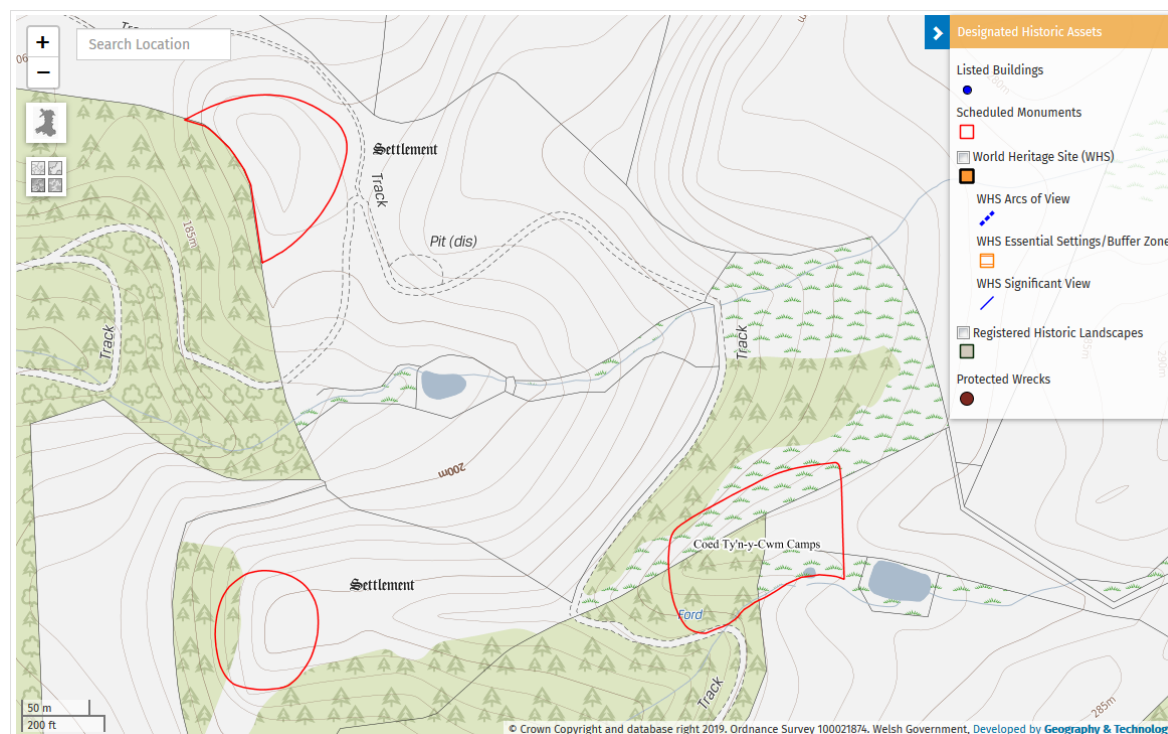 +
−
Search Location
Track
Settlement
Track
185m
Pit (dis)
Track
Track
200m
Coed Ty'n-y-Cwm Camps
Settlement
Ford
Track
285m
50 m
200 ft
Designated Historic Assets
Listed Buildings
Scheduled Monuments
World Heritage Site (WHS)
WHS Arcs of View
WHS Essential Settings/Buffer Zone
WHS Significant View
Registered Historic Landscapes
Protected Wrecks
© Crown Copyright and database right 2019. Ordnance Survey 100021874. Welsh Government, Developed by Geography & Technolog